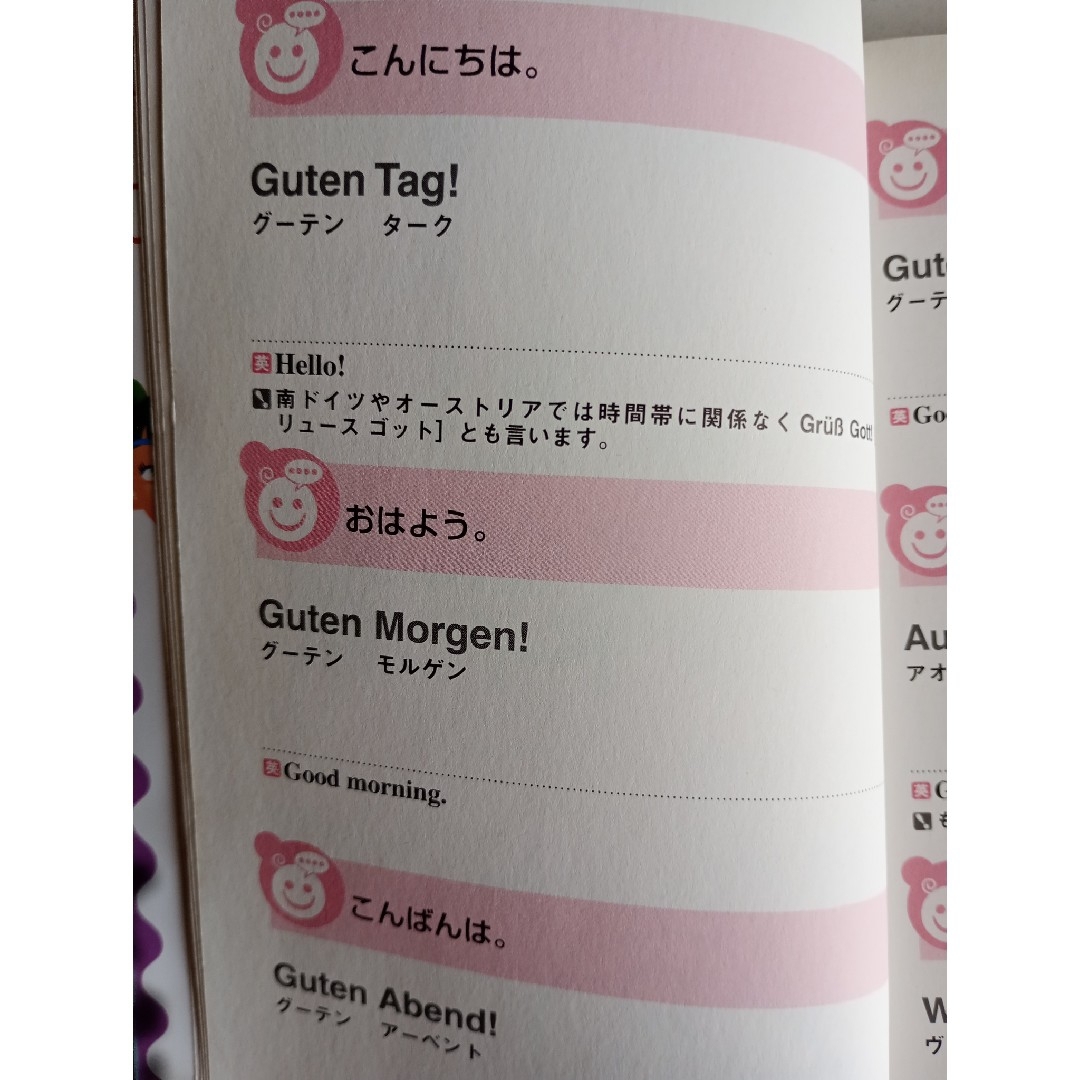 こんにちは。
Guten Tag!
グーテン ターク
英 Hello!
南ドイツやオーストリアでは時間帯に関係なく Grüß Gott!
リュース ゴット］とも言います。
おはよう。
Guten Morgen!
グーテン モルゲン
英 Good morning.
こんばんは。
Guten Abend!
グーテン アーベント
Gut
グーテ
英 Goo
Au
アオ
英 G
も
W
ヴ